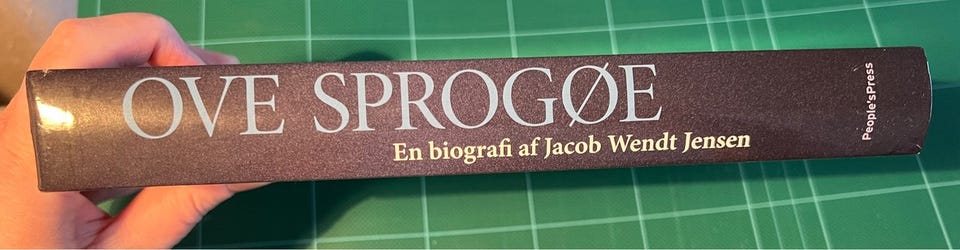 OVE SPROGØE
En biografi af Jacob Wendt Jensen
People'sPress